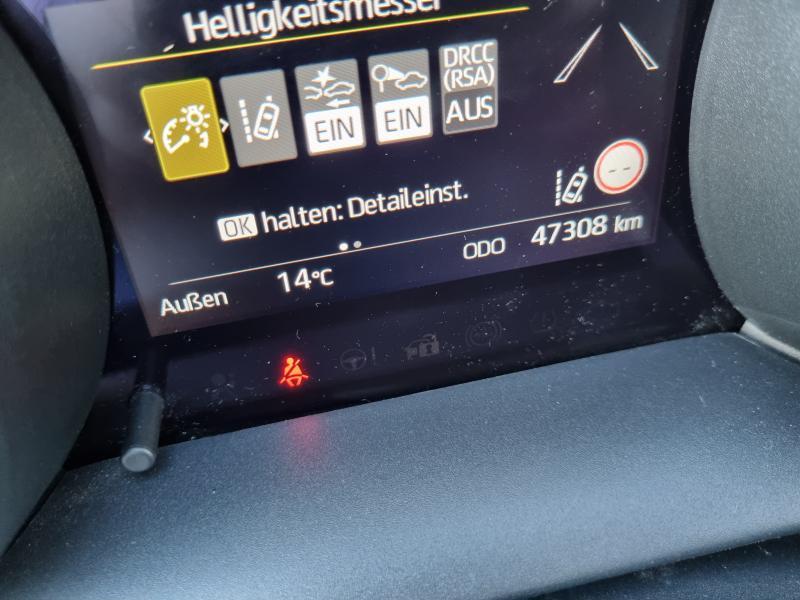 Helligkeitsmesser
DRCC
(RSA)
EIN
EIN
AUS
OK halten: Detaileinst.
--
Außen 14°C ODO 47308 km